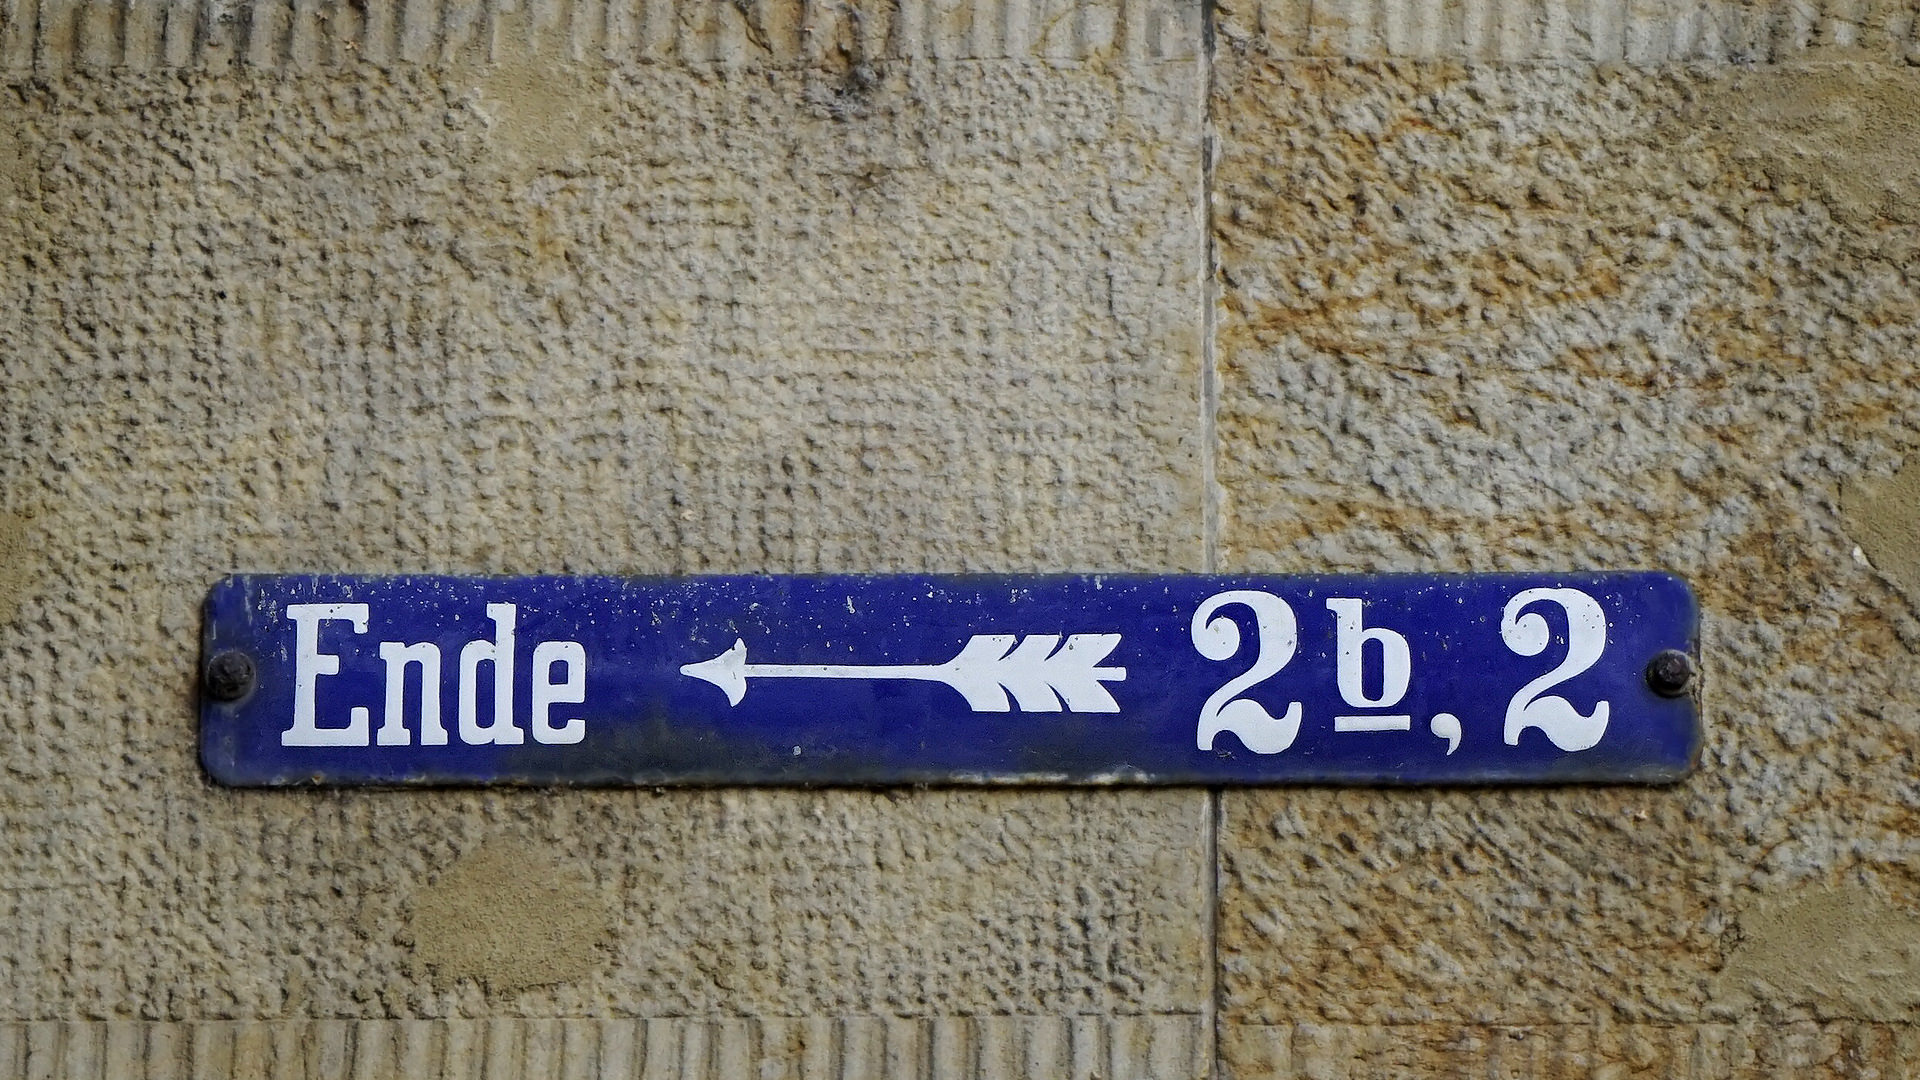 Ende ← 2b, 2